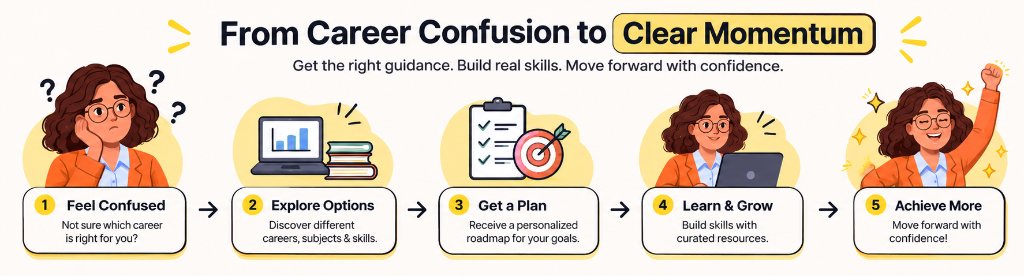 From Career Confusion to Clear Momentum
Get the right guidance. Build real skills. Move forward with confidence.
? ? ?
1 Feel Confused
Not sure which career
is right for you?
2 Explore Options
Discover different
careers, subjects & skills.
3 Get a Plan
Receive a personalized
roadmap for your goals.
4 Learn & Grow
Build skills with
curated resources.
5 Achieve More
Move forward with
confidence!